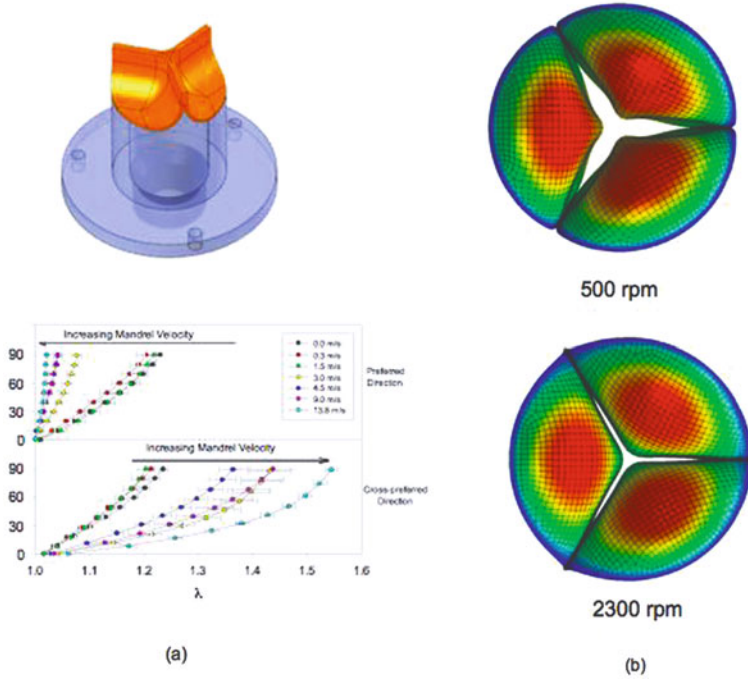 500 rpm
Increasing Mandrel Velocity
90
60
30
0
0.0 m/s
0.3 m/s
1.5 m/s
3.0 m/s
4.5 m/s
9.0 m/s
13.8 m/s
Preferred
Direction
Increasing Mandrel Velocity
90
60
30
0
Cross-preferred
Direction
1.0 1.1 1.2 1.3 1.4 1.5 1.6
λ
2300 rpm
(a)
(b)